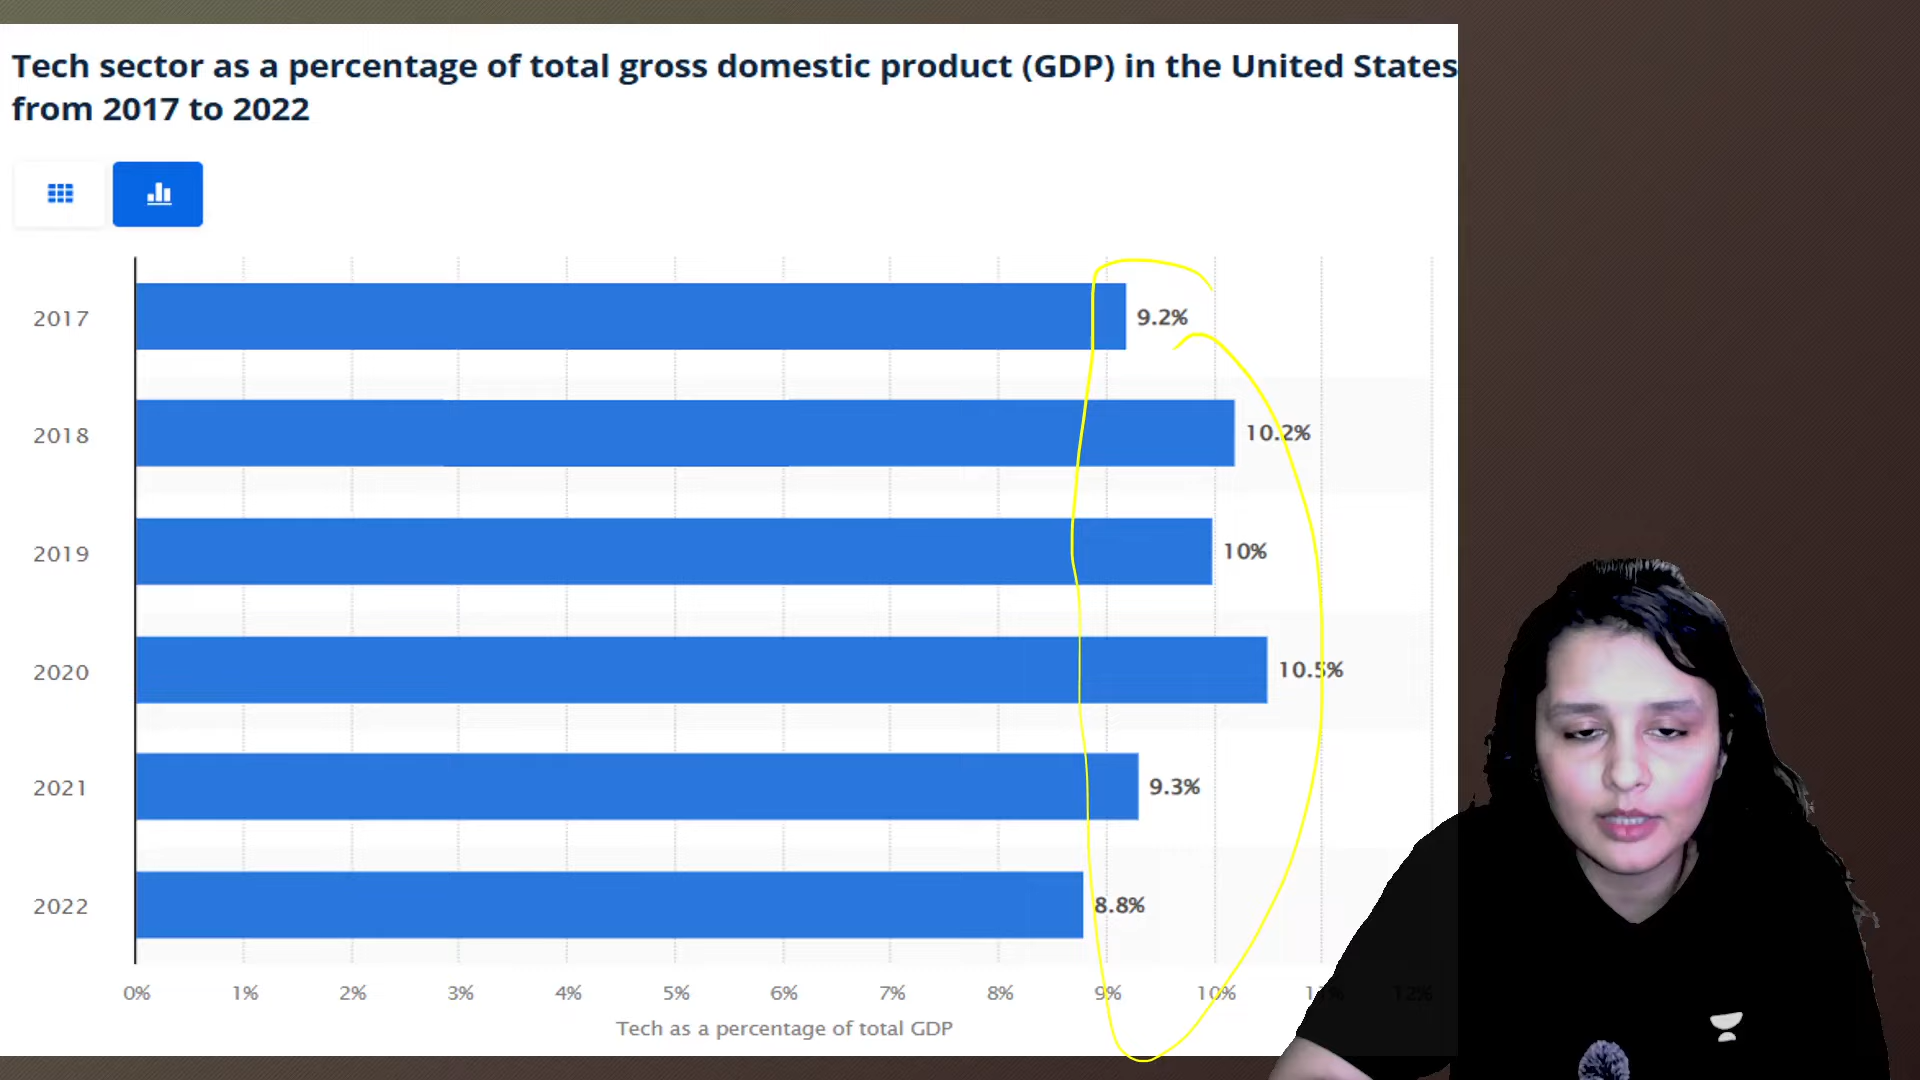 Tech sector as a percentage of total gross domestic product (GDP) in the United States
from 2017 to 2022
2017 9.2%
2018 10.2%
2019 10%
2020 10.5%
2021 9.3%
2022 8.8%
0% 1% 2% 3% 4% 5% 6% 7% 8% 9% 10% 11% 12%
Tech as a percentage of total GDP